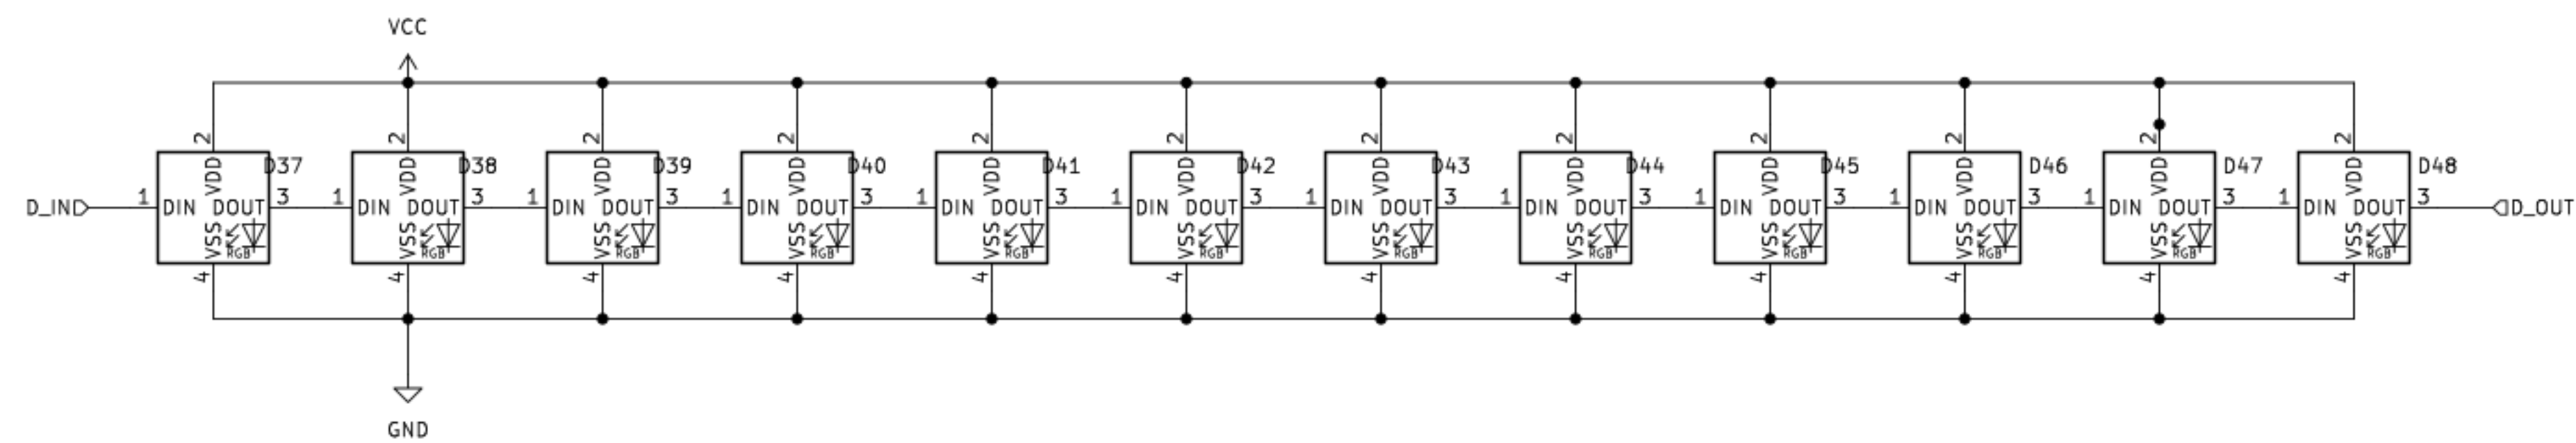 VCC
2 2 2 2 2 2 2 2 2 2 2 2
D37 D38 D39 D40 D41 D42 D43 D44 D45 D46 D47 D48
VDD VDD VDD VDD VDD VDD VDD VDD VDD VDD VDD VDD
D_IN 1 DIN DOUT 3 1 DIN DOUT 3 1 DIN DOUT 3 1 DIN DOUT 3 1 DIN DOUT 3 1 DIN DOUT 3 1 DIN DOUT 3 1 DIN DOUT 3 1 DIN DOUT 3 1 DIN DOUT 3 1 DIN DOUT 3 1 DIN DOUT 3 D_OUT
VSS RGB VSS RGB VSS RGB VSS RGB VSS RGB VSS RGB VSS RGB VSS RGB VSS RGB VSS RGB VSS RGB VSS RGB
4 4 4 4 4 4 4 4 4 4 4 4
GND